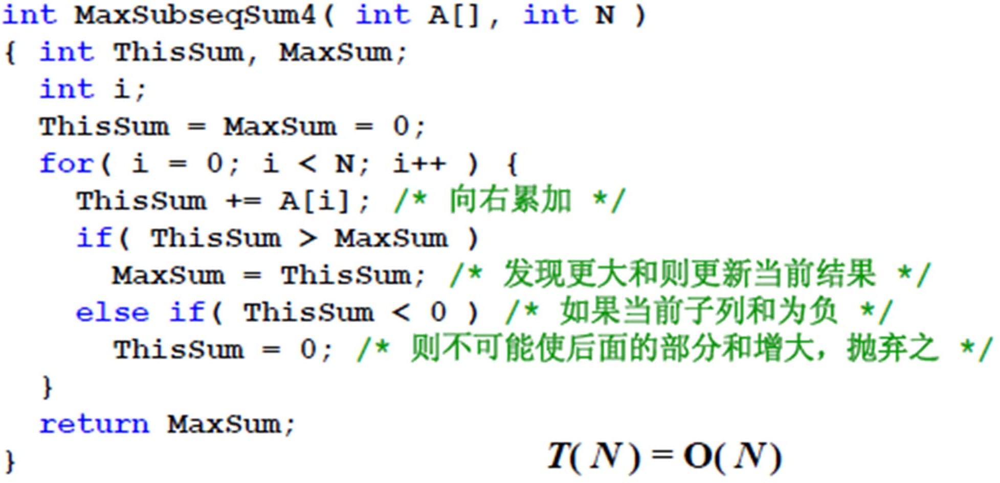 int MaxSubseqSum4( int A[], int N )
{ int ThisSum, MaxSum;
int i;
ThisSum = MaxSum = 0;
for( i = 0; i < N; i++ ) {
ThisSum += A[i]; /* 向右累加 */
if( ThisSum > MaxSum )
MaxSum = ThisSum; /* 发现更大和则更新当前结果 */
else if( ThisSum < 0 ) /* 如果当前子列和为负 */
ThisSum = 0; /* 则不可能使后面的部分和增大，抛弃之 */
}
return MaxSum;
}
T( N ) = O( N )